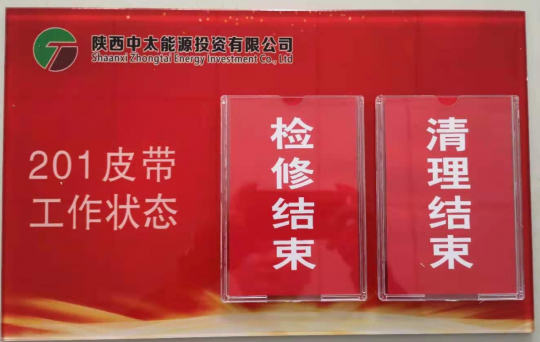 陕西中太能源投资有限公司
Shaanxi Zhongtai Energy Investment Co., Ltd
201皮带
工作状态
检修结束
清理结束